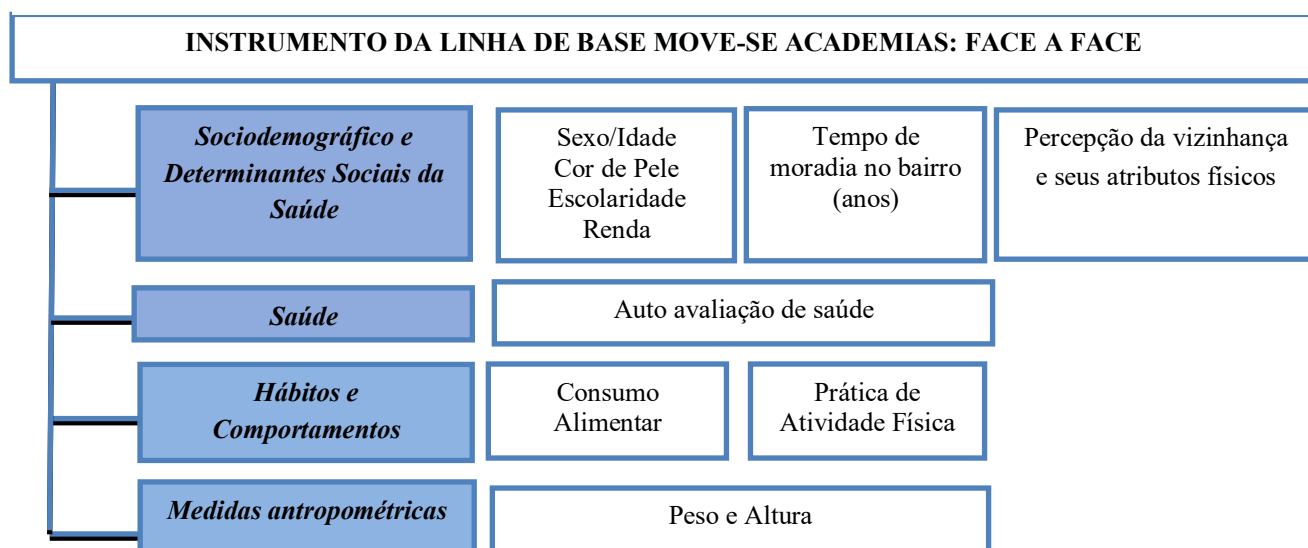 INSTRUMENTO DA LINHA DE BASE MOVE-SE ACADEMIAS: FACE A FACE
Sociodemográfico e
Determinantes Sociais da
Saúde
Sexo/Idade
Cor de Pele
Escolaridade
Renda
Tempo de
moradia no bairro
(anos)
Percepção da vizinhança
e seus atributos físicos
Saúde
Auto avaliação de saúde
Hábitos e
Comportamentos
Consumo
Alimentar
Prática de
Atividade Física
Medidas antropométricas
Peso e Altura